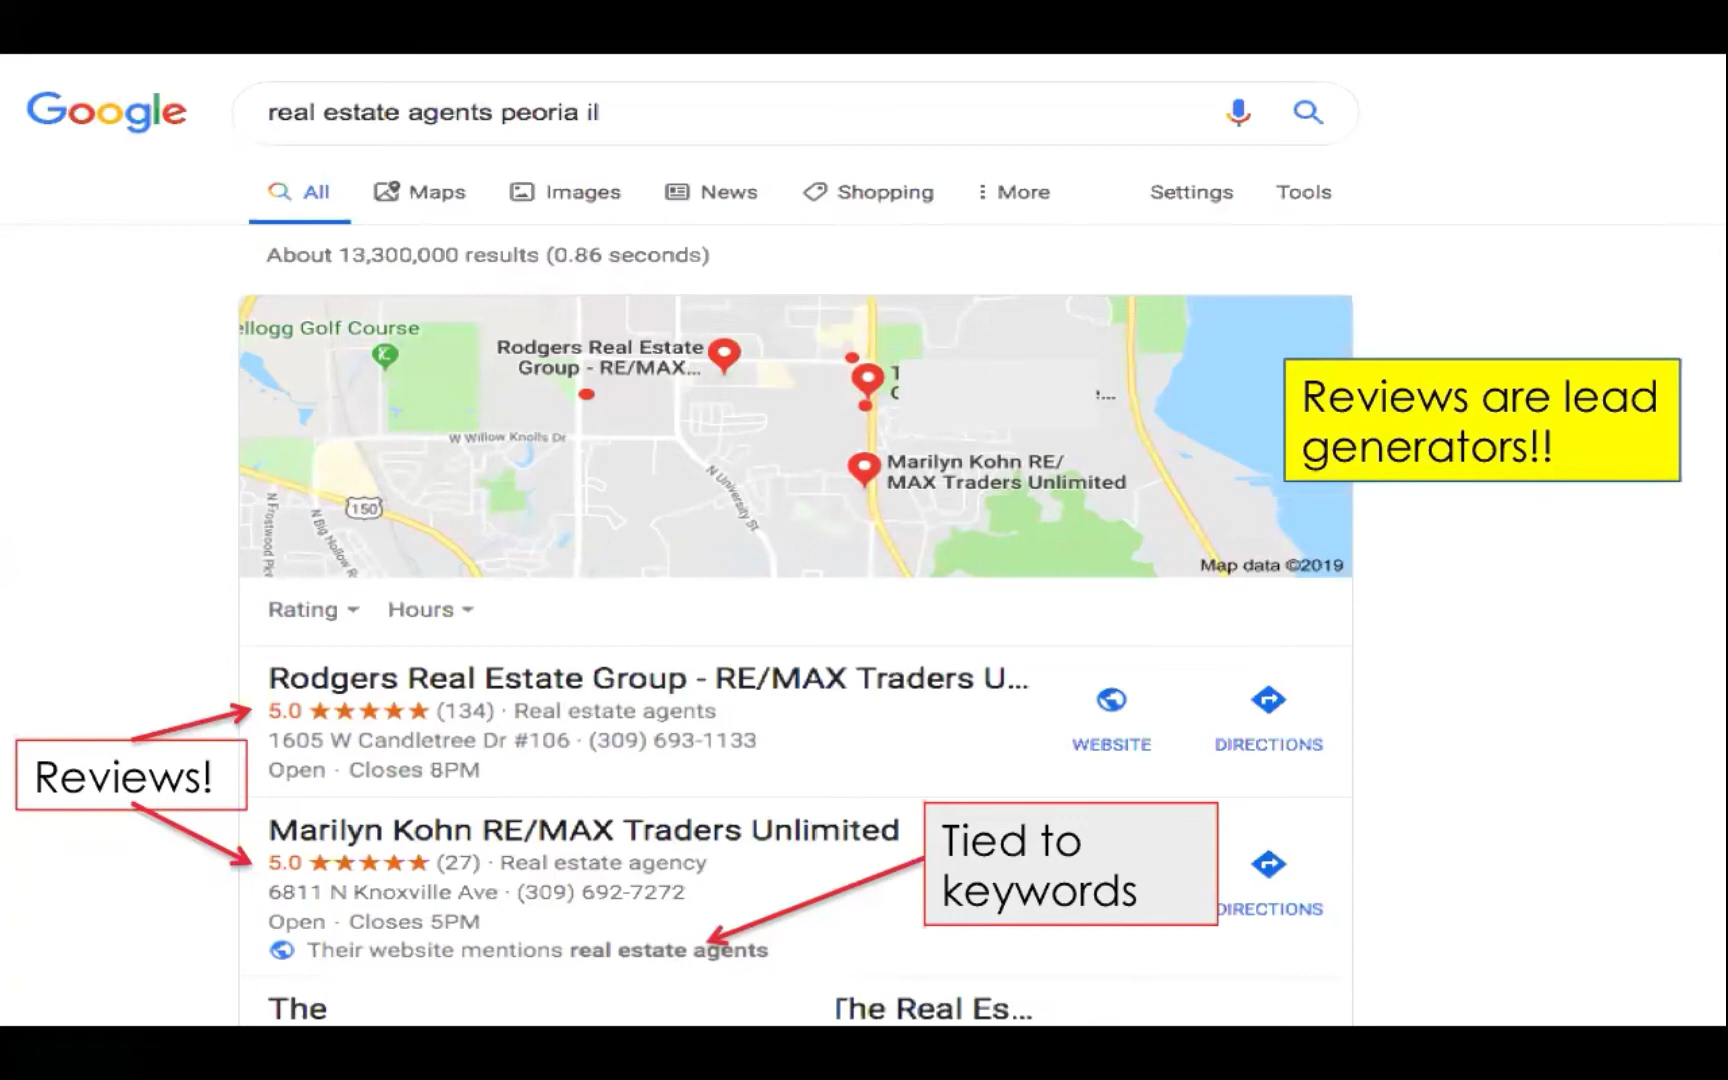 Google
real estate agents peoria il
All
Maps
Images
News
Shopping
More
Settings
Tools
About 13,300,000 results (0.86 seconds)
ellogg Golf Course
Rodgers Real Estate
Group - RE/MAX...
W Willow Knolls Dr
N University St
150
N Frostwood Pkw
N Big Hollow R
Marilyn Kohn RE/
MAX Traders Unlimited
Map data ©2019
Reviews are lead
generators!!
Rating
Hours
Rodgers Real Estate Group - RE/MAX Traders U...
5.0 ★★★★★ (134) · Real estate agents
1605 W Candletree Dr #106 · (309) 693-1133
Open · Closes 8PM
WEBSITE
DIRECTIONS
Reviews!
Marilyn Kohn RE/MAX Traders Unlimited
5.0 ★★★★★ (27) · Real estate agency
6811 N Knoxville Ave · (309) 692-7272
Open · Closes 5PM
Their website mentions real estate agents
Tied to
keywords
DIRECTIONS
The
The Real Es...